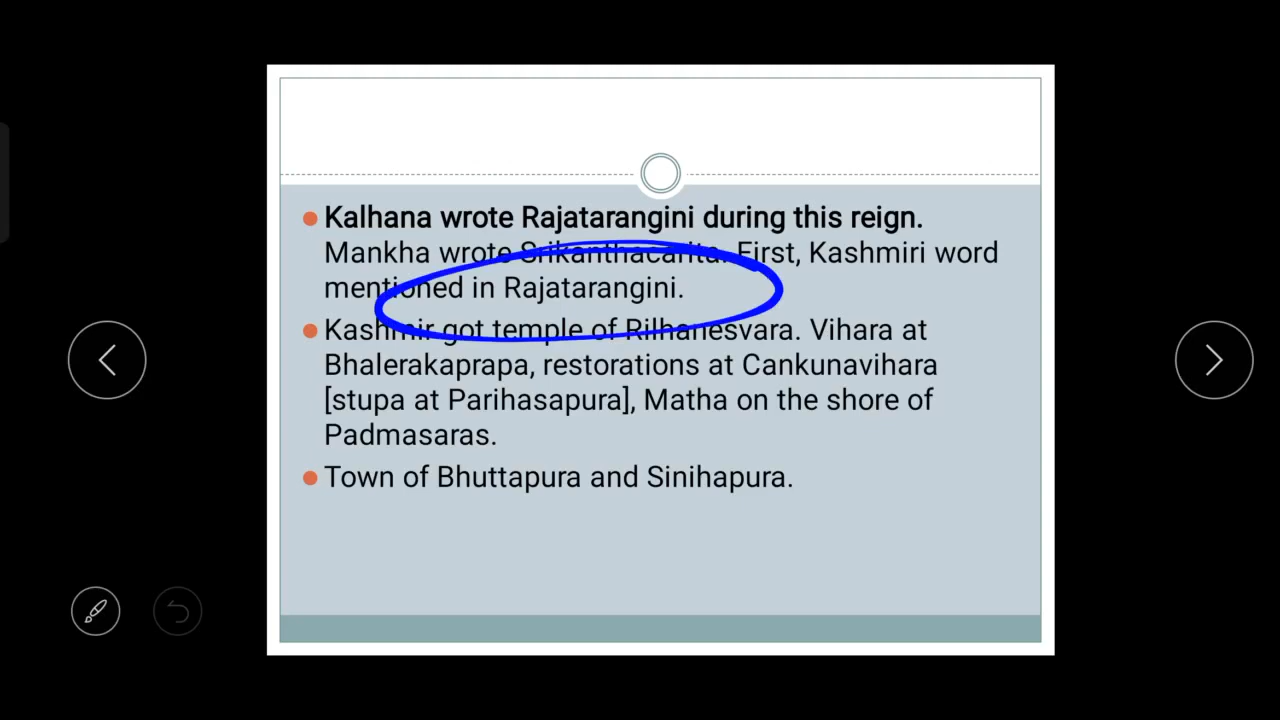 Kalhana wrote Rajatarangini during this reign.
Mankha wrote Srikanthacarita. First, Kashmiri word
mentioned in Rajatarangini.
Kashmir got temple of Rilhanesvara. Vihara at
Bhalerakaprapa, restorations at Cankunavihara
[stupa at Parihasapura], Matha on the shore of
Padmasaras.
Town of Bhuttapura and Sinihapura.